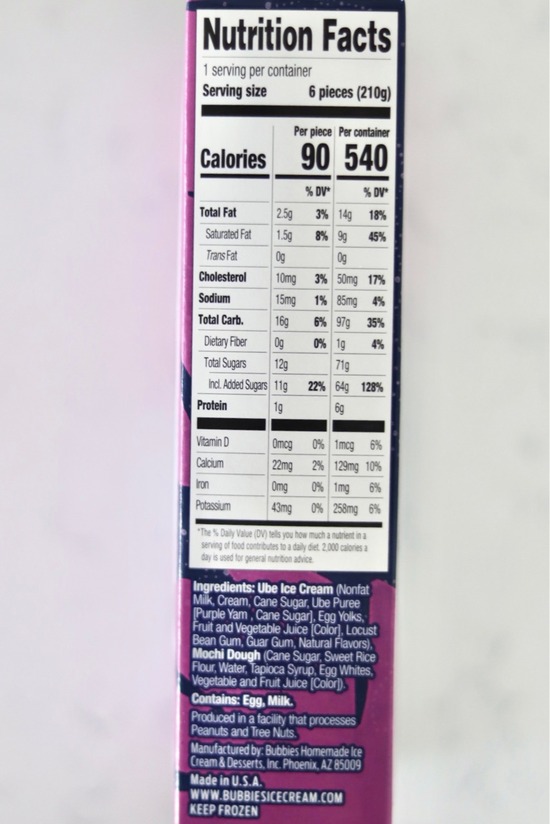 Nutrition Facts
1 serving per container
Serving size 6 pieces (210g)
Per piece Per container
Calories 90 540
% DV* % DV*
Total Fat 2.5g 3% 14g 18%
Saturated Fat 1.5g 8% 9g 45%
Trans Fat 0g 0g
Cholesterol 10mg 3% 50mg 17%
Sodium 15mg 1% 85mg 4%
Total Carb. 16g 6% 97g 35%
Dietary Fiber 0g 0% 1g 4%
Total Sugars 12g 71g
Incl. Added Sugars 11g 22% 64g 128%
Protein 1g 6g
Vitamin D 0mcg 0% 1mcg 6%
Calcium 22mg 2% 129mg 10%
Iron 0mg 0% 1mg 6%
Potassium 43mg 0% 258mg 6%
*The % Daily Value (DV) tells you how much a nutrient in a
serving of food contributes to a daily diet. 2,000 calories a
day is used for general nutrition advice.
Ingredients: Ube Ice Cream (Nonfat
Milk, Cream, Cane Sugar, Ube Puree
[Purple Yam , Cane Sugar], Egg Yolks,
Fruit and Vegetable Juice [Color], Locust
Bean Gum, Guar Gum, Natural Flavors),
Mochi Dough (Cane Sugar, Sweet Rice
Flour, Water, Tapioca Syrup, Egg Whites,
Vegetable and Fruit Juice [Color]).
Contains: Egg, Milk.
Produced in a facility that processes
Peanuts and Tree Nuts.
Manufactured by: Bubbies Homemade Ice
Cream & Desserts, Inc. Phoenix, AZ 85009
Made in U.S.A.
WWW.BUBBIESICECREAM.COM
KEEP FROZEN